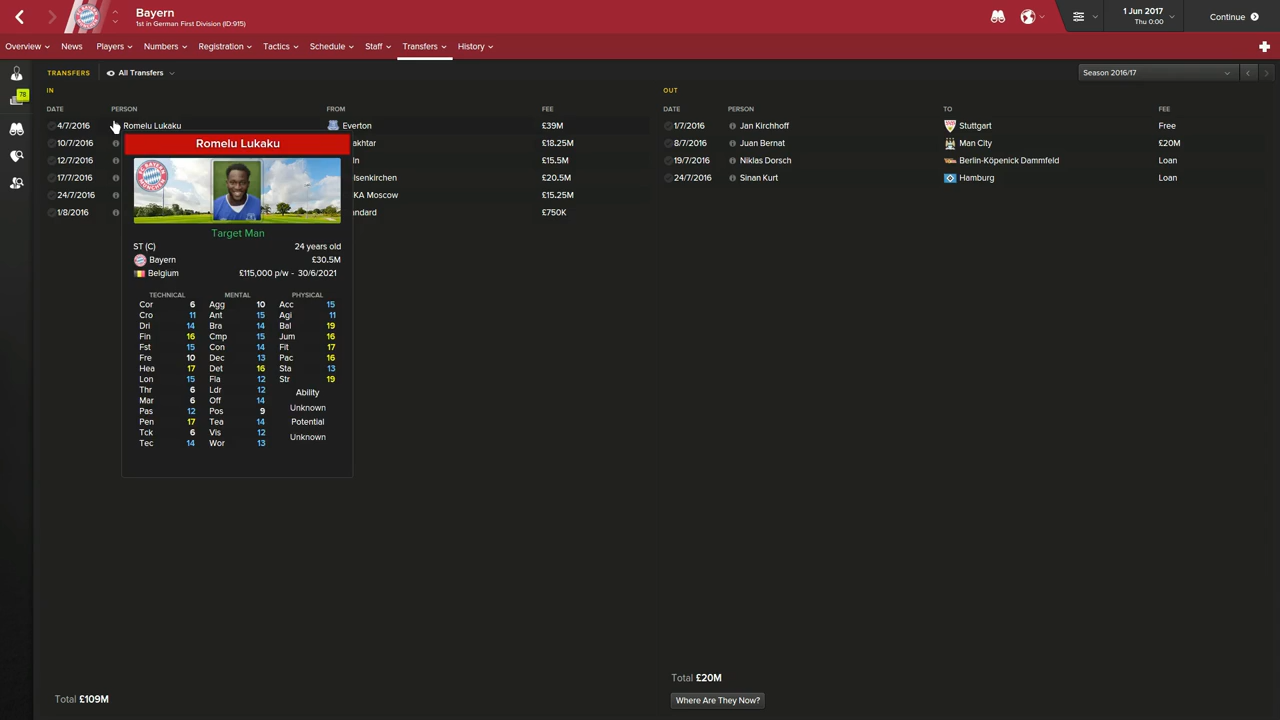 Bayern
1st in German First Division (ID:915)
1 Jun 2017
Thu 0:00
Continue
Overview News Players Numbers Registration Tactics Schedule Staff Transfers History
78
TRANSFERS All Transfers Season 2016/17
IN
DATE PERSON FROM FEE
4/7/2016 Romelu Lukaku Everton £39M
10/7/2016 akhtar £18.25M
12/7/2016 £15.5M
17/7/2016 lsenkirchen £20.5M
24/7/2016 KA Moscow £15.25M
1/8/2016 andard £750K
Romelu Lukaku
Target Man
ST (C) 24 years old
Bayern £30.5M
Belgium £115,000 p/w - 30/6/2021
TECHNICAL MENTAL PHYSICAL
Cor 6 Agg 10 Acc 15
Cro 11 Ant 15 Agi 11
Dri 14 Bra 14 Bal 19
Fin 16 Cmp 15 Jum 16
Fst 15 Con 14 Fit 17
Fre 10 Dec 13 Pac 16
Hea 17 Det 16 Sta 13
Lon 15 Fla 12 Str 19
Thr 6 Ldr 12
Mar 6 Off 14
Pas 12 Pos 9
Pen 17 Tea 14
Tck 6 Vis 12
Tec 14 Wor 13
Ability
Unknown
Potential
Unknown
Total £109M
OUT
DATE PERSON TO FEE
1/7/2016 Jan Kirchhoff Stuttgart Free
8/7/2016 Juan Bernat Man City £20M
19/7/2016 Niklas Dorsch Berlin-Köpenick Dammfeld Loan
24/7/2016 Sinan Kurt Hamburg Loan
Total £20M
Where Are They Now?